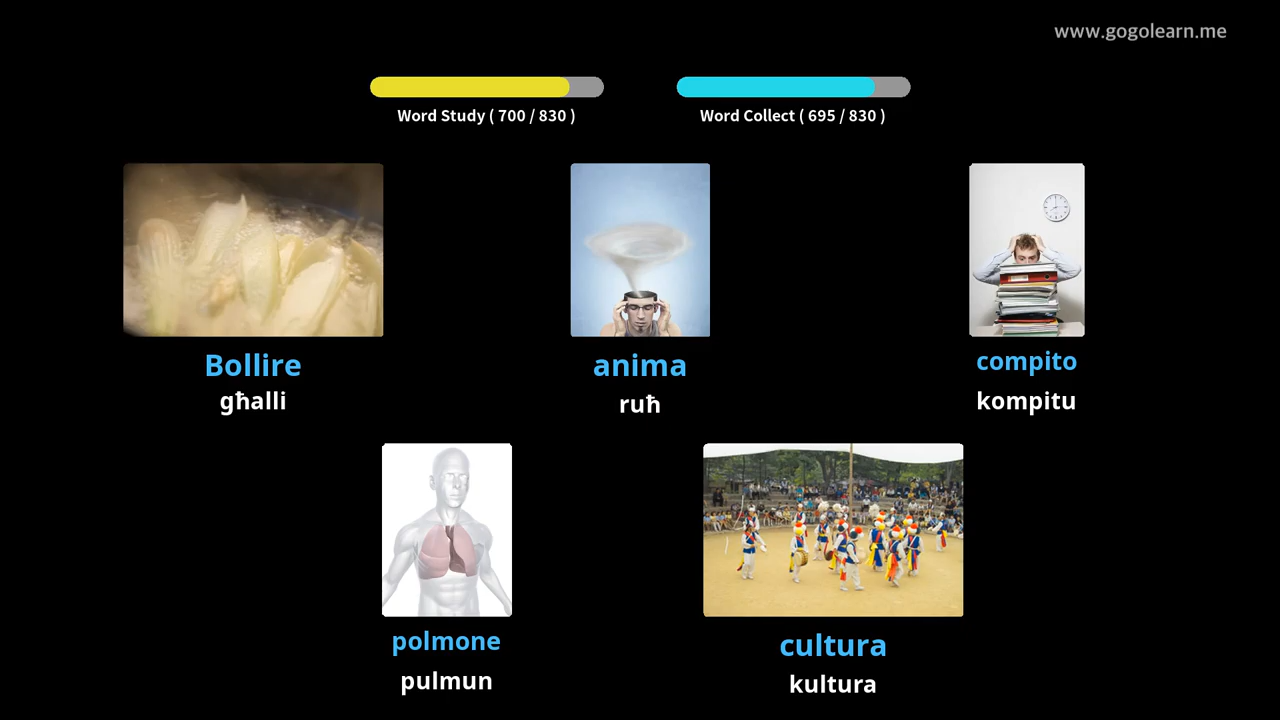 www.gogolearn.me
Word Study ( 700 / 830 )
Word Collect ( 695 / 830 )
Bollire
għalli
anima
ruħ
compito
kompitu
polmone
pulmun
cultura
kultura